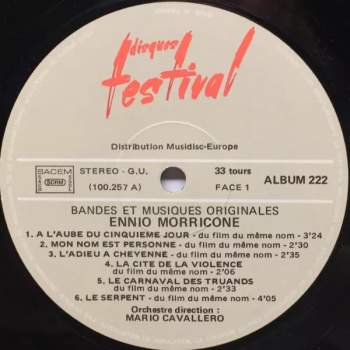 disques
festival
Distribution Musidisc-Europe
SACEM
SDRM
STEREO - G.U.
(100.257 A)
33 tours
FACE 1
ALBUM 222
BANDES ET MUSIQUES ORIGINALES
ENNIO MORRICONE
1. A L'AUBE DU CINQUIEME JOUR - du film du même nom - 3'24
2. MON NOM EST PERSONNE - du film du même nom - 2'30
3. L'ADIEU A CHEYENNE - du film du même nom - 2'35
4. LA CITE DE LA VIOLENCE
du film du même nom - 2'06
5. LE CARNAVAL DES TRUANDS
du film du même nom - 2'33
6. LE SERPENT - du film du même nom - 4'05
Orchestre direction :
MARIO CAVALLERO